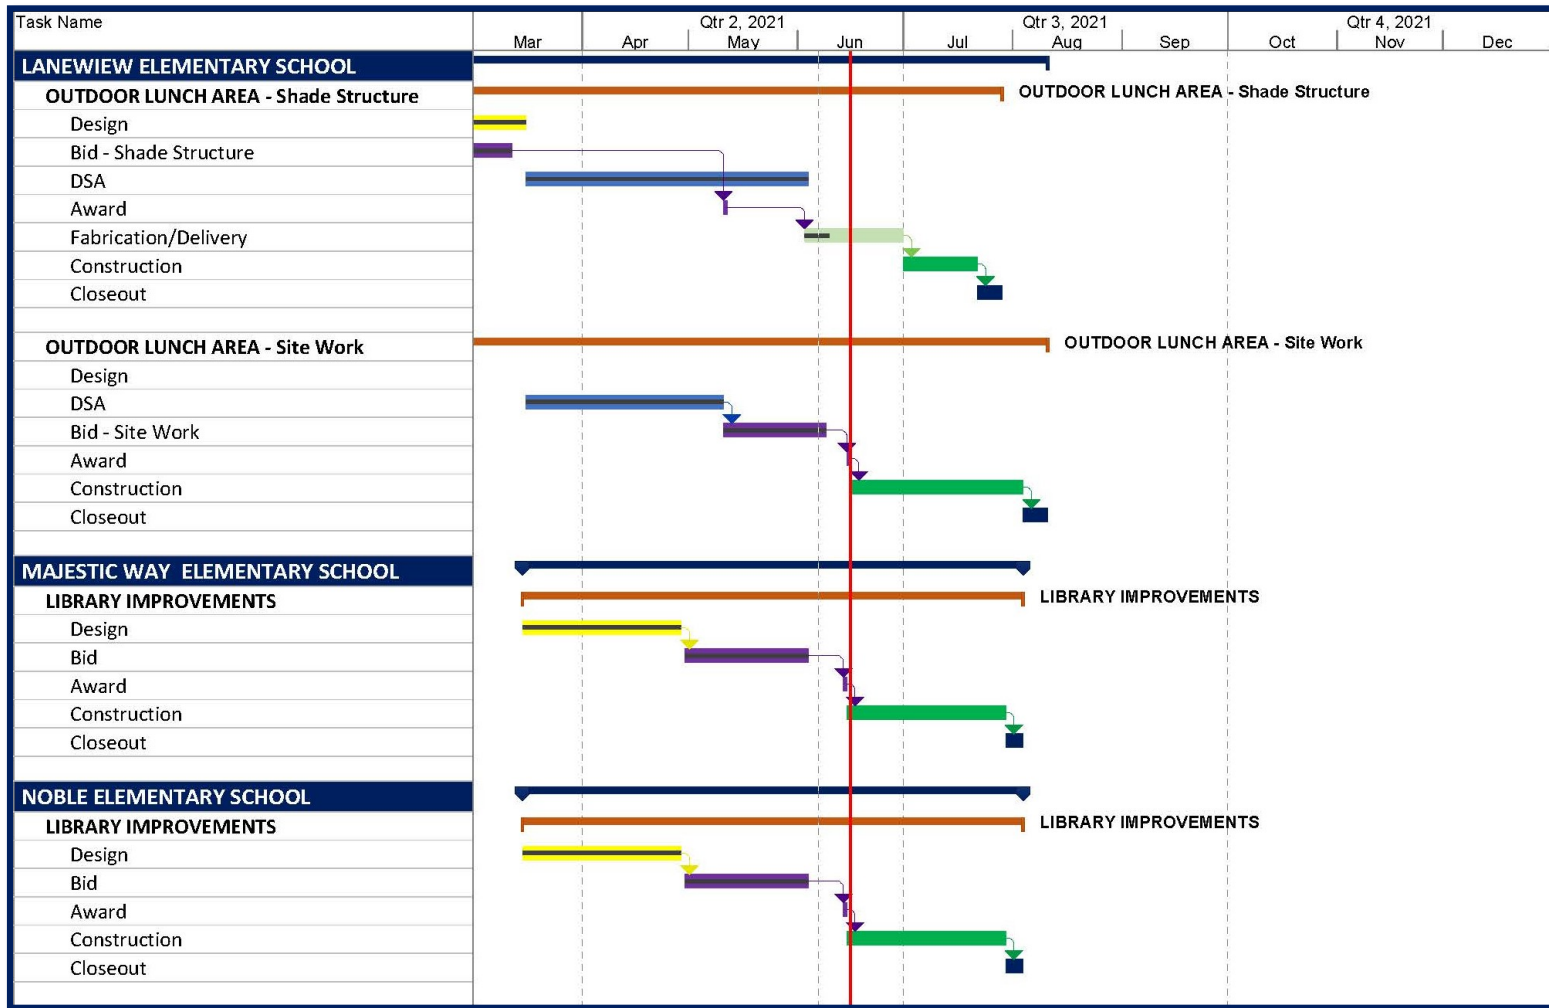 Task Name
Qtr 2, 2021 Qtr 3, 2021 Qtr 4, 2021
Mar Apr May Jun Jul Aug Sep Oct Nov Dec
LANEWIEW ELEMENTARY SCHOOL
OUTDOOR LUNCH AREA - Shade Structure OUTDOOR LUNCH AREA - Shade Structure
Design
Bid - Shade Structure
DSA
Award
Fabrication/Delivery
Construction
Closeout
OUTDOOR LUNCH AREA - Site Work OUTDOOR LUNCH AREA - Site Work
Design
DSA
Bid - Site Work
Award
Construction
Closeout
MAJESTIC WAY ELEMENTARY SCHOOL
LIBRARY IMPROVEMENTS LIBRARY IMPROVEMENTS
Design
Bid
Award
Construction
Closeout
NOBLE ELEMENTARY SCHOOL
LIBRARY IMPROVEMENTS LIBRARY IMPROVEMENTS
Design
Bid
Award
Construction
Closeout